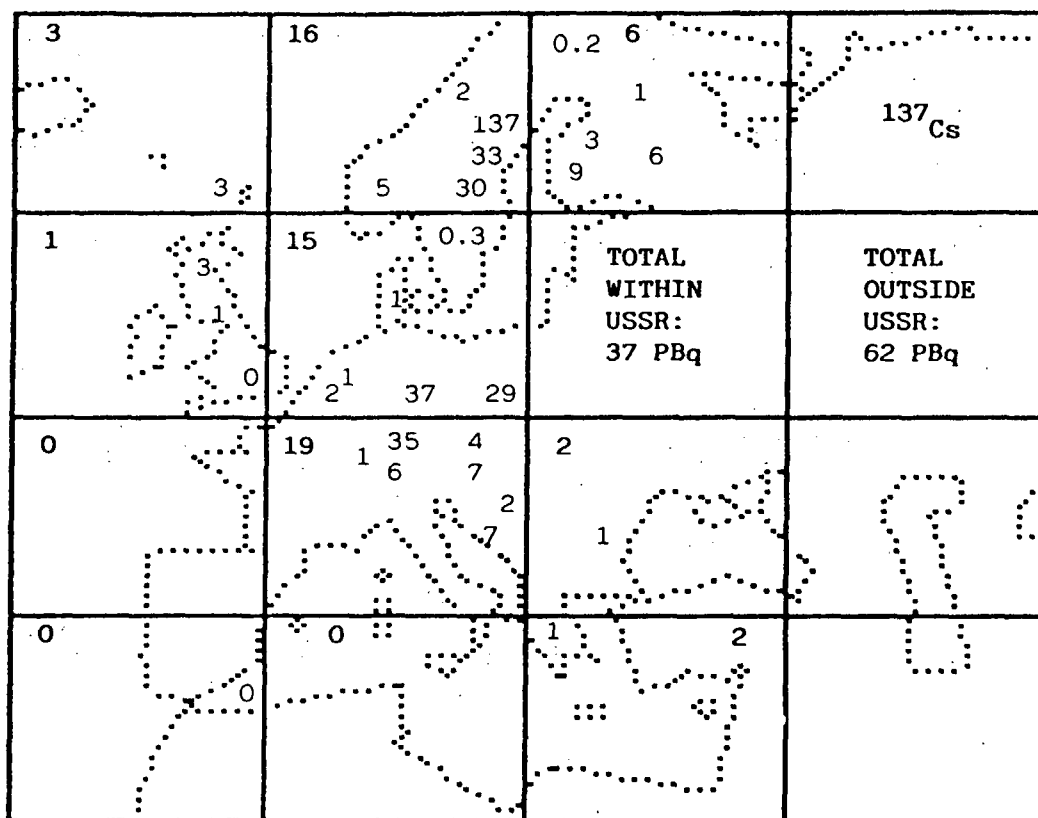 3 16 0.2 6
2 1 137Cs
137
33 3 6
3 5 30 9
1 15 0.3 TOTAL TOTAL
3 WITHIN OUTSIDE
1 1 USSR: USSR:
37 PBq 62 PBq
0 2 1 37 29
0 19 1 35 4 2
6 7
2
7 1
0 0 1 2
0